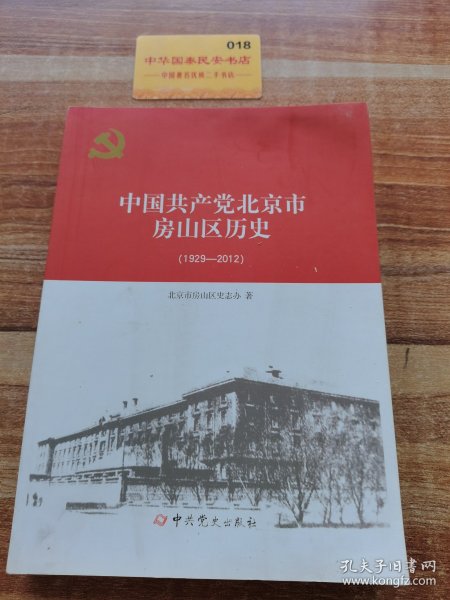 018
中华国泰民安书店
中国著名优质二手书店
中国共产党北京市
房山区历史
(1929—2012)
北京市房山区史志办 著
中共党史出版社
孔夫子旧书网
www.kongfz.com